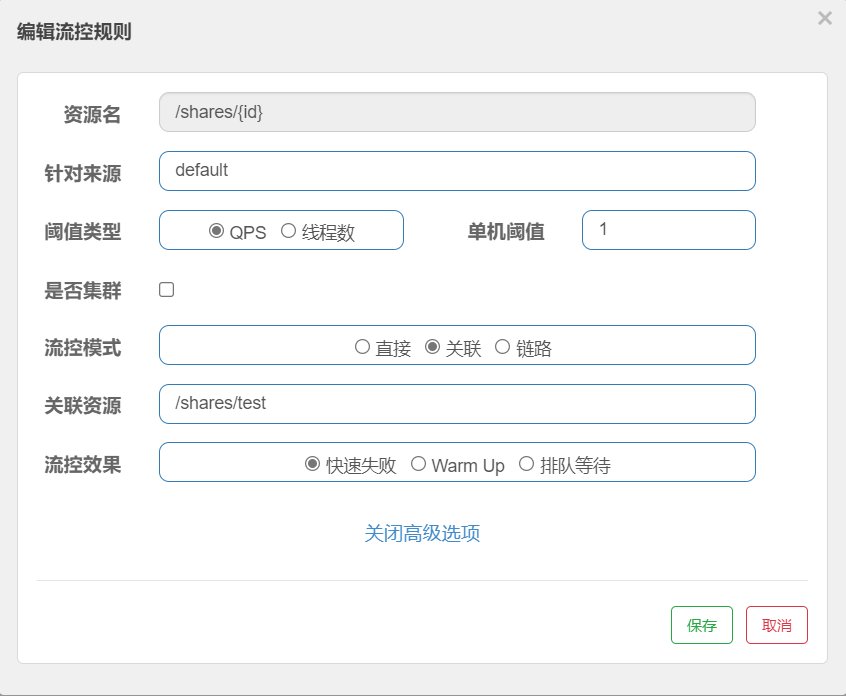 编辑流控规则
×
资源名 /shares/{id}
针对来源 default
阈值类型 QPS 线程数 单机阈值 1
是否集群
流控模式 直接 关联 链路
关联资源 /shares/test
流控效果 快速失败 Warm Up 排队等待
关闭高级选项
保存 取消